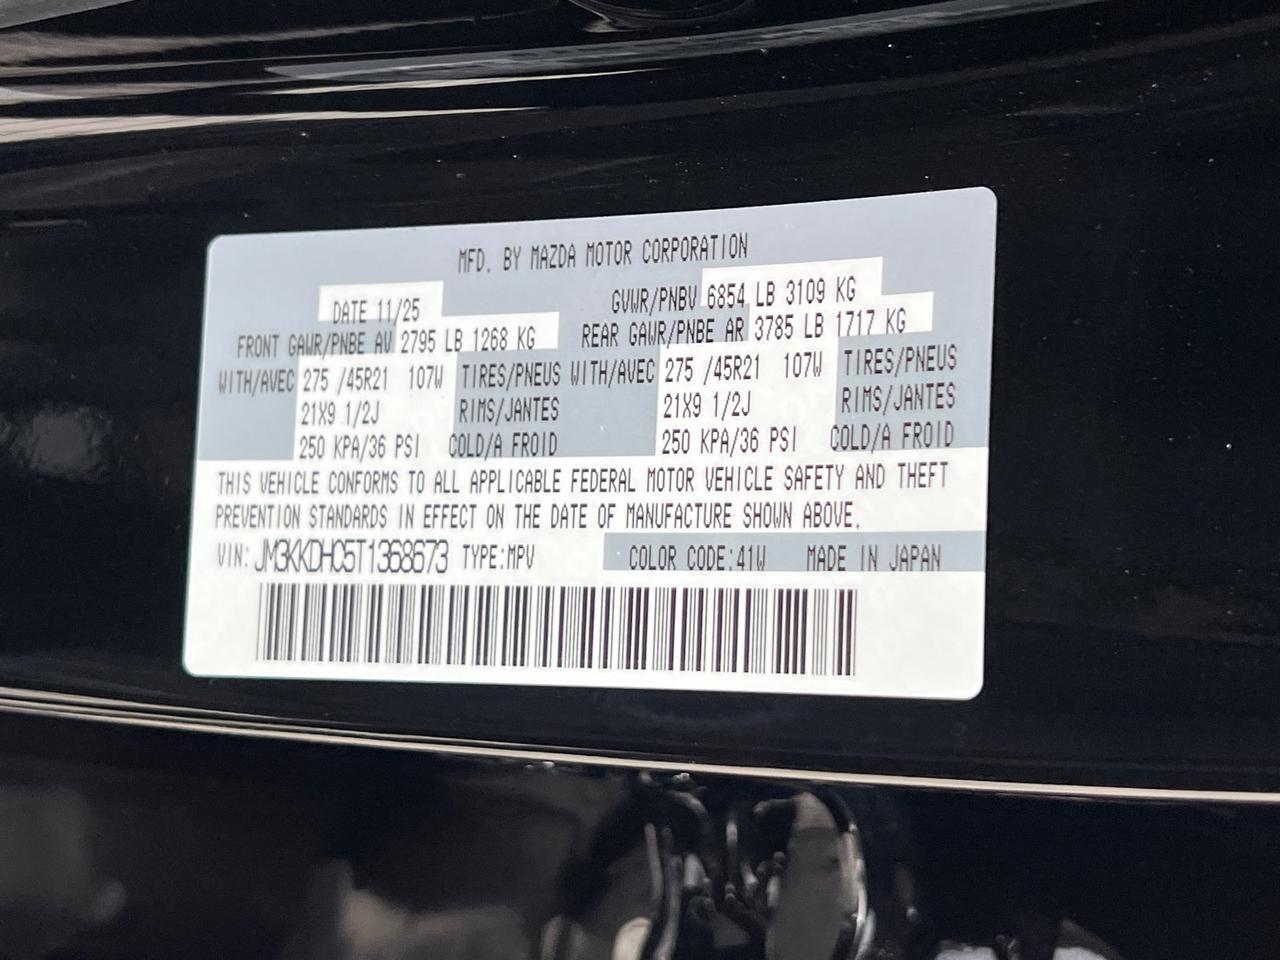 MFD. BY MAZDA MOTOR CORPORATION
DATE 11/25 GVWR/PNBV 6854 LB 3109 KG
FRONT GAWR/PNBE AV 2795 LB 1268 KG REAR GAWR/PNBE AR 3785 LB 1717 KG
WITH/AVEC 275 /45R21 107W TIRES/PNEUS WITH/AVEC 275 /45R21 107W TIRES/PNEUS
21X9 1/2J RIMS/JANTES 21X9 1/2J RIMS/JANTES
250 KPA/36 PSI COLD/A FROID 250 KPA/36 PSI COLD/A FROID
THIS VEHICLE CONFORMS TO ALL APPLICABLE FEDERAL MOTOR VEHICLE SAFETY AND THEFT
PREVENTION STANDARDS IN EFFECT ON THE DATE OF MANUFACTURE SHOWN ABOVE.
VIN: JM3KKDHC5T1368673 TYPE:MPV COLOR CODE:41W MADE IN JAPAN